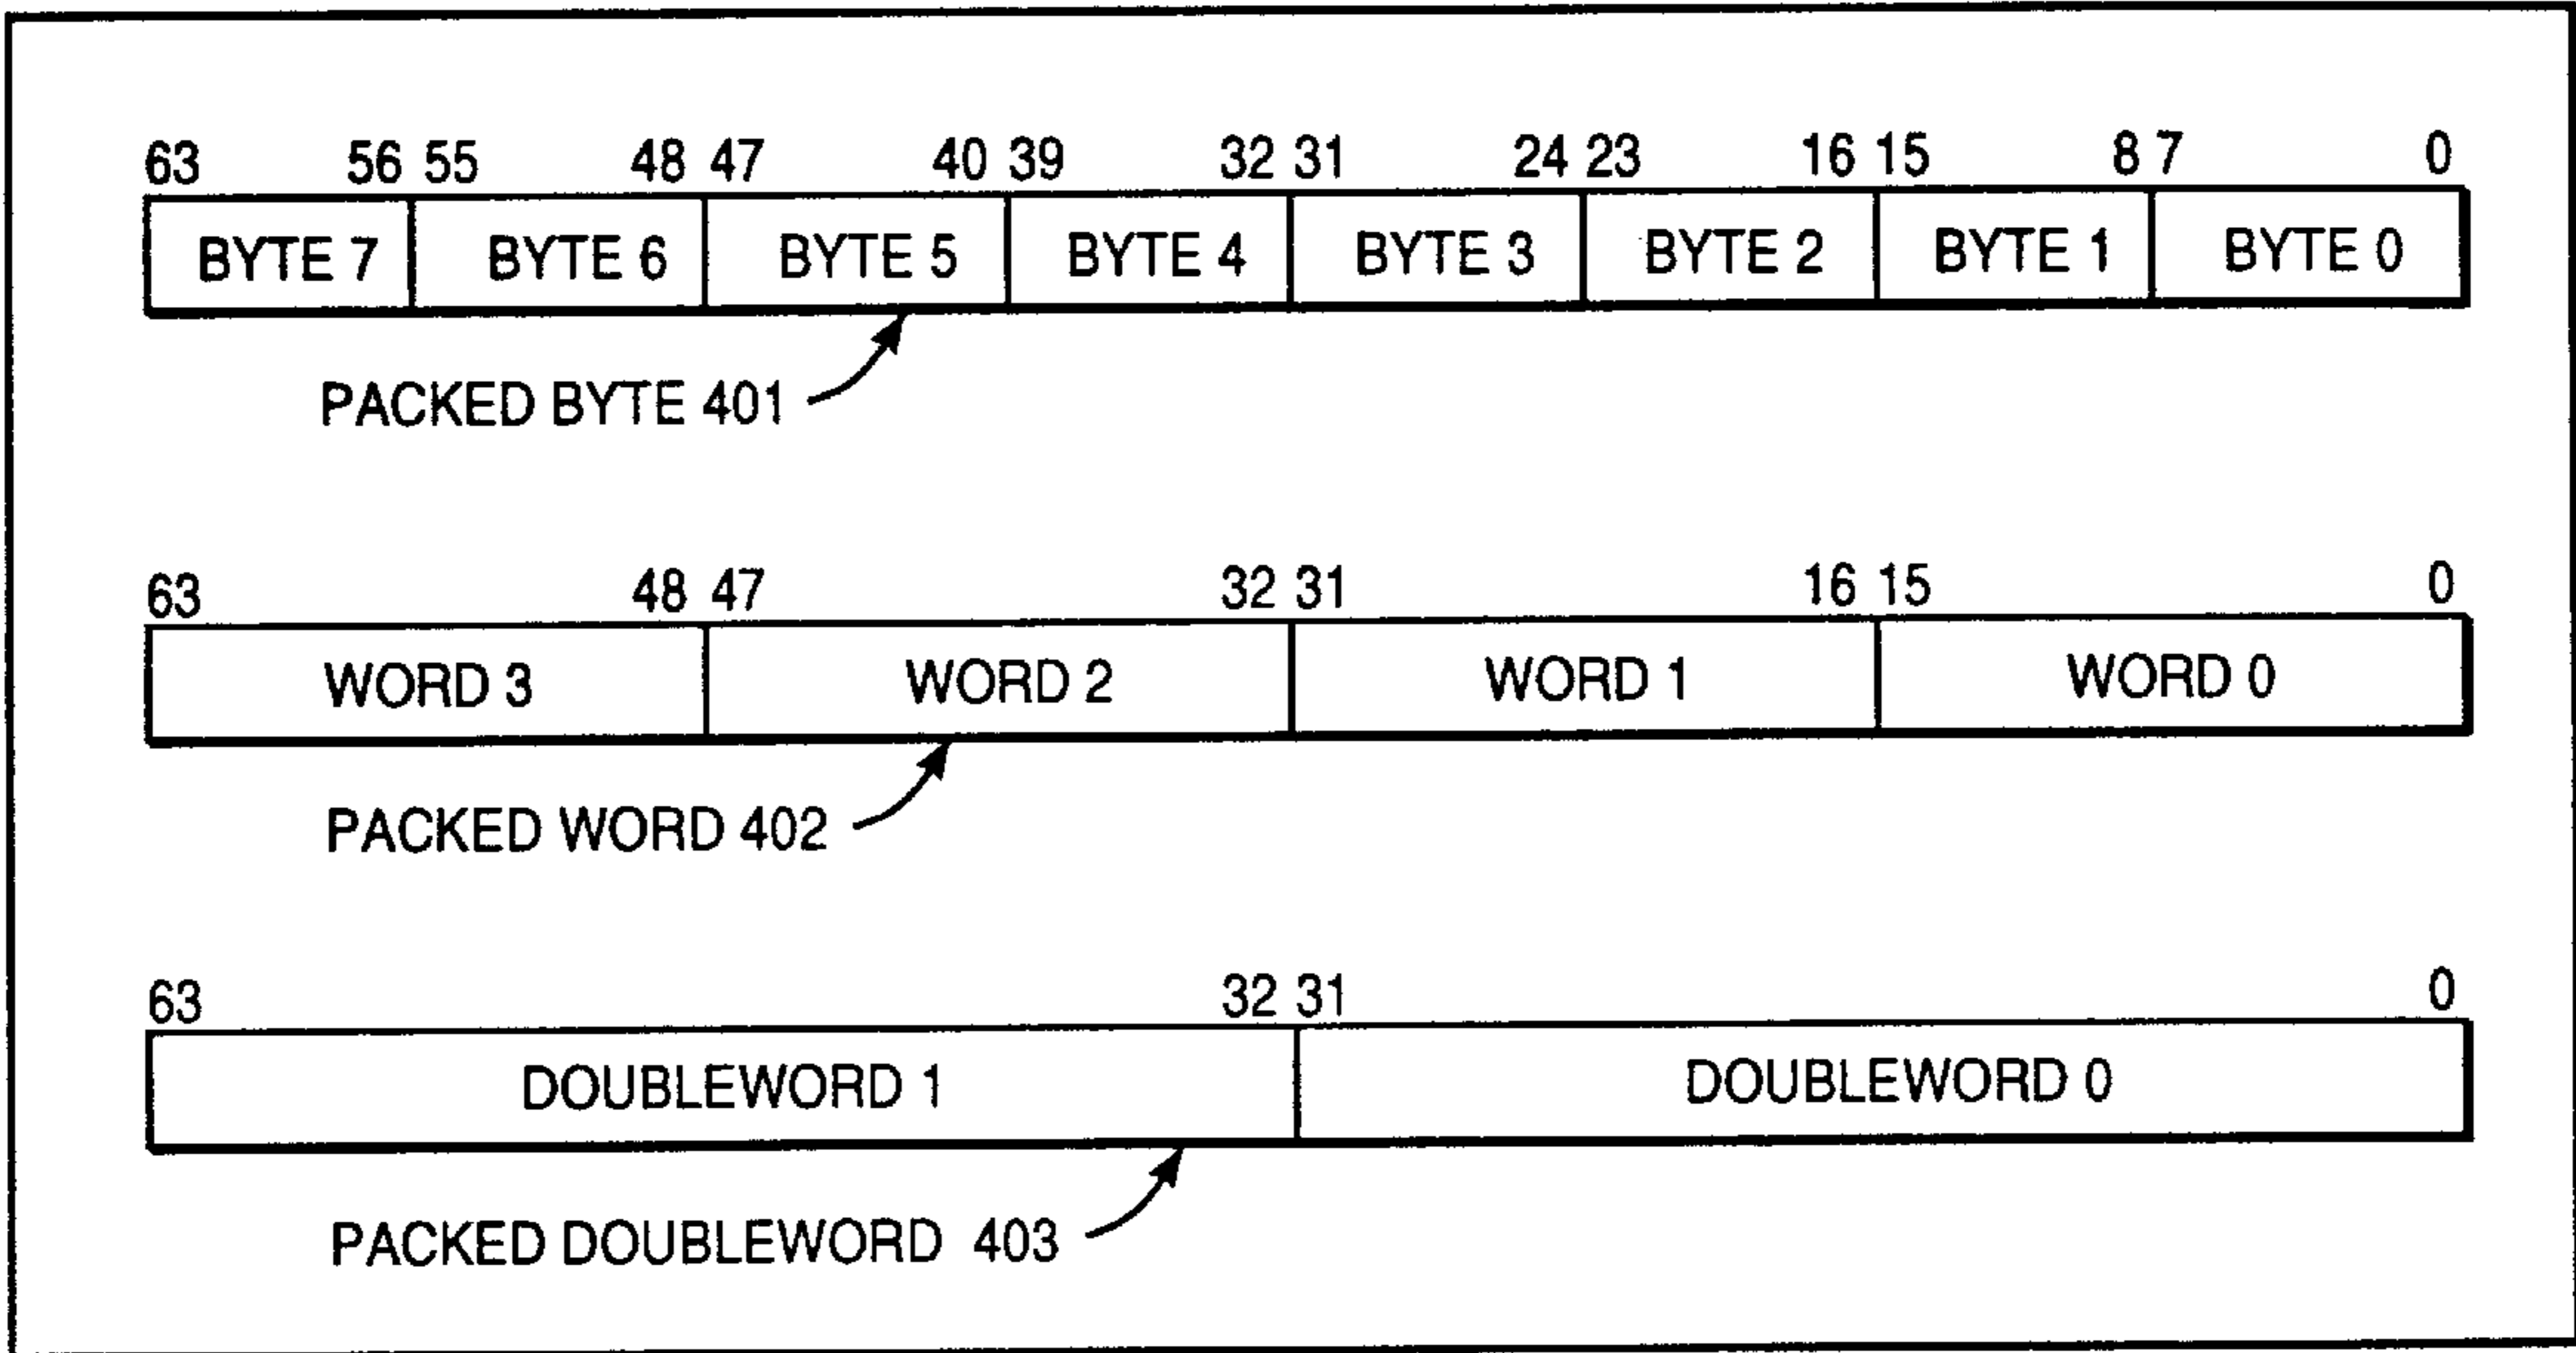 63 56 55 48 47 40 39 32 31 24 23 16 15 8 7 0
BYTE 7 BYTE 6 BYTE 5 BYTE 4 BYTE 3 BYTE 2 BYTE 1 BYTE 0
PACKED BYTE 401
63 48 47 32 31 16 15 0
WORD 3 WORD 2 WORD 1 WORD 0
PACKED WORD 402
63 32 31 0
DOUBLEWORD 1 DOUBLEWORD 0
PACKED DOUBLEWORD 403